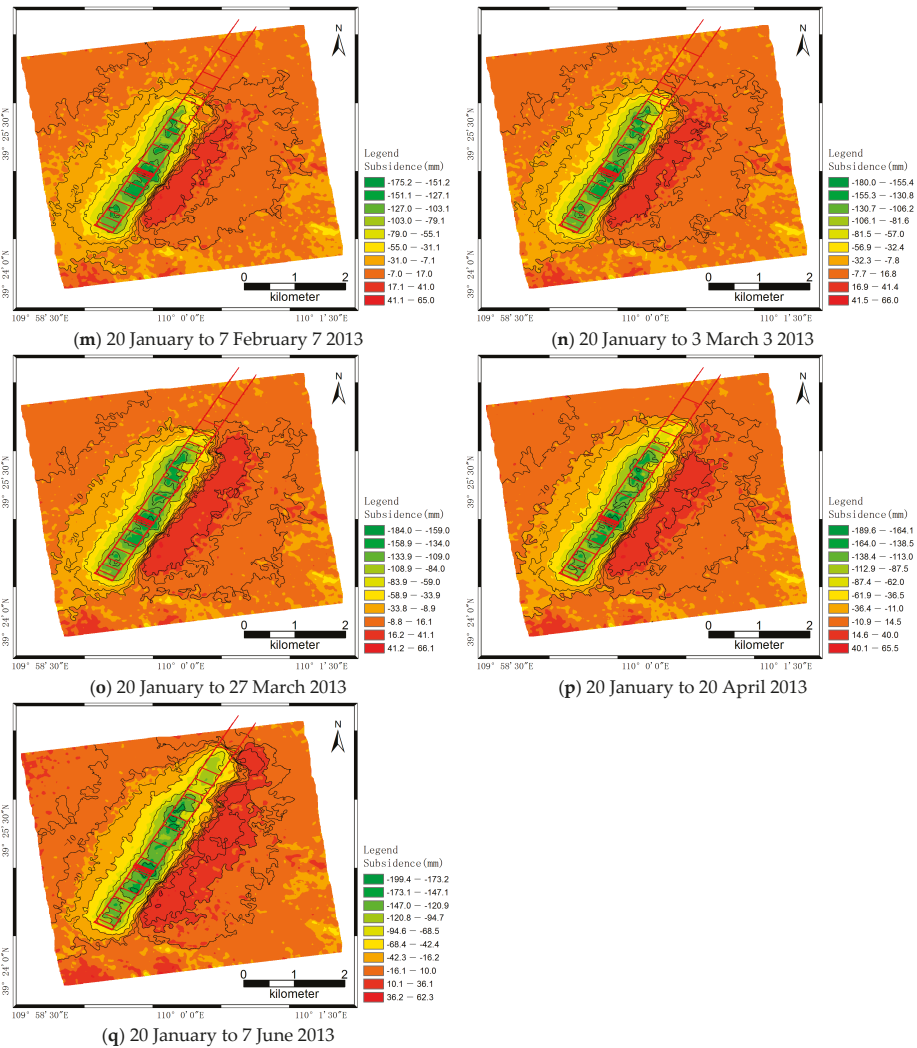 N
39° 25′30″N
39° 24′0″N
109° 58′30″E
110° 0′0″E
110° 1′30″E
0 1 2
kilometer
Legend
Subsidence(mm)
-175.2 — -151.2
-151.1 — -127.1
-127.0 — -103.1
-103.0 — -79.1
-79.0 — -55.1
-55.0 — -31.1
-31.0 — -7.1
-7.0 — 17.0
17.1 — 41.0
41.1 — 65.0
(m) 20 January to 7 February 7 2013
N
39° 25′30″N
39° 24′0″N
109° 58′30″E
110° 0′0″E
110° 1′30″E
0 1 2
kilometer
Legend
Subsidence(mm)
-180.0 — -155.4
-155.3 — -130.8
-130.7 — -106.2
-106.1 — -81.6
-81.5 — -57.0
-56.9 — -32.4
-32.3 — -7.8
-7.7 — 16.8
16.9 — 41.4
41.5 — 66.0
(n) 20 January to 3 March 3 2013
N
39° 25′30″N
39° 24′0″N
109° 58′30″E
110° 0′0″E
110° 1′30″E
0 1 2
kilometer
Legend
Subsidence(mm)
-184.0 — -159.0
-158.9 — -134.0
-133.9 — -109.0
-108.9 — -84.0
-83.9 — -59.0
-58.9 — -33.9
-33.8 — -8.9
-8.8 — 16.1
16.2 — 41.1
41.2 — 66.1
(o) 20 January to 27 March 2013
N
39° 25′30″N
39° 24′0″N
109° 58′30″E
110° 0′0″E
110° 1′30″E
0 1 2
kilometer
Legend
Subsidence(mm)
-189.6 — -164.1
-164.0 — -138.5
-138.4 — -113.0
-112.9 — -87.5
-87.4 — -62.0
-61.9 — -36.5
-36.4 — -11.0
-10.9 — 14.5
14.6 — 40.0
40.1 — 65.5
(p) 20 January to 20 April 2013
N
39° 25′30″N
39° 24′0″N
109° 58′30″E
110° 0′0″E
110° 1′30″E
0 1 2
kilometer
Legend
Subsidence(mm)
-199.4 — -173.2
-173.1 — -147.1
-147.0 — -120.9
-120.8 — -94.7
-94.6 — -68.5
-68.4 — -42.4
-42.3 — -16.2
-16.1 — 10.0
10.1 — 36.1
36.2 — 62.3
(q) 20 January to 7 June 2013